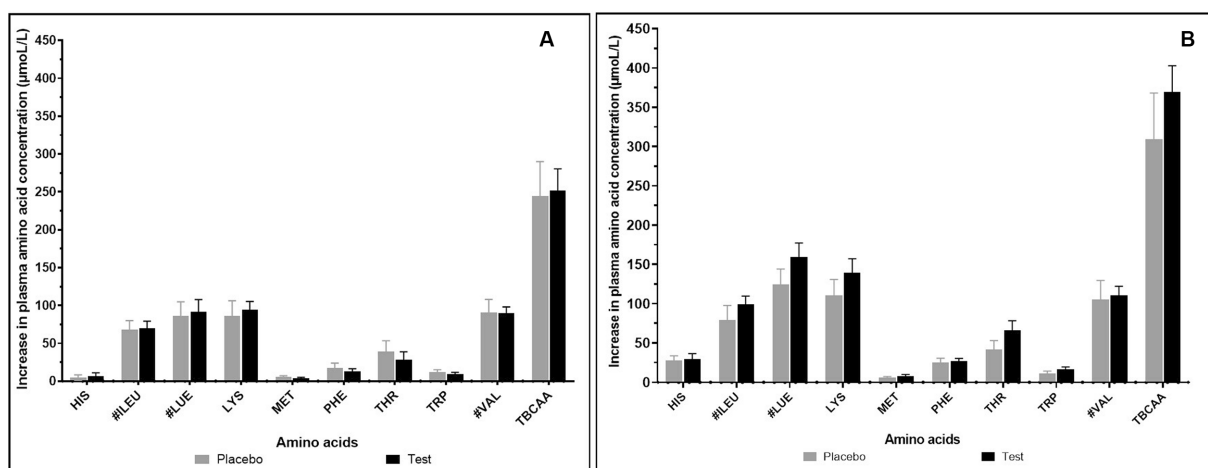 A
Increase in plasma amino acid concentration (µmoL/L)
450
400
350
300
250
200
150
100
50
0
HIS
#ILEU
#LUE
LYS
MET
PHE
THR
TRP
#VAL
TBCAA
Amino acids
Placebo Test
B
Increase in plasma amino acid concentration (µmoL/L)
450
400
350
300
250
200
150
100
50
0
HIS
#ILEU
#LUE
LYS
MET
PHE
THR
TRP
#VAL
TBCAA
Amino acids
Placebo Test